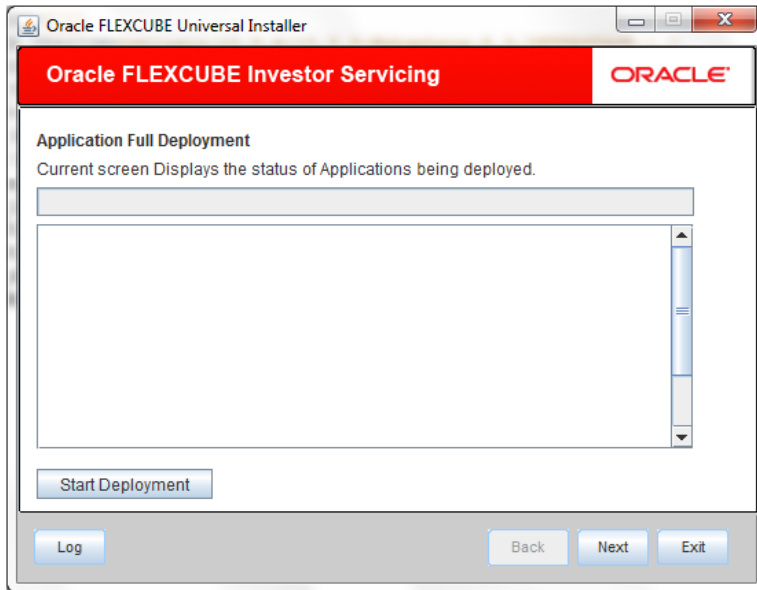 Oracle FLEXCUBE Universal Installer
Oracle FLEXCUBE Investor Servicing
ORACLE
Application Full Deployment
Current screen Displays the status of Applications being deployed.
Start Deployment
Log
Back
Next
Exit